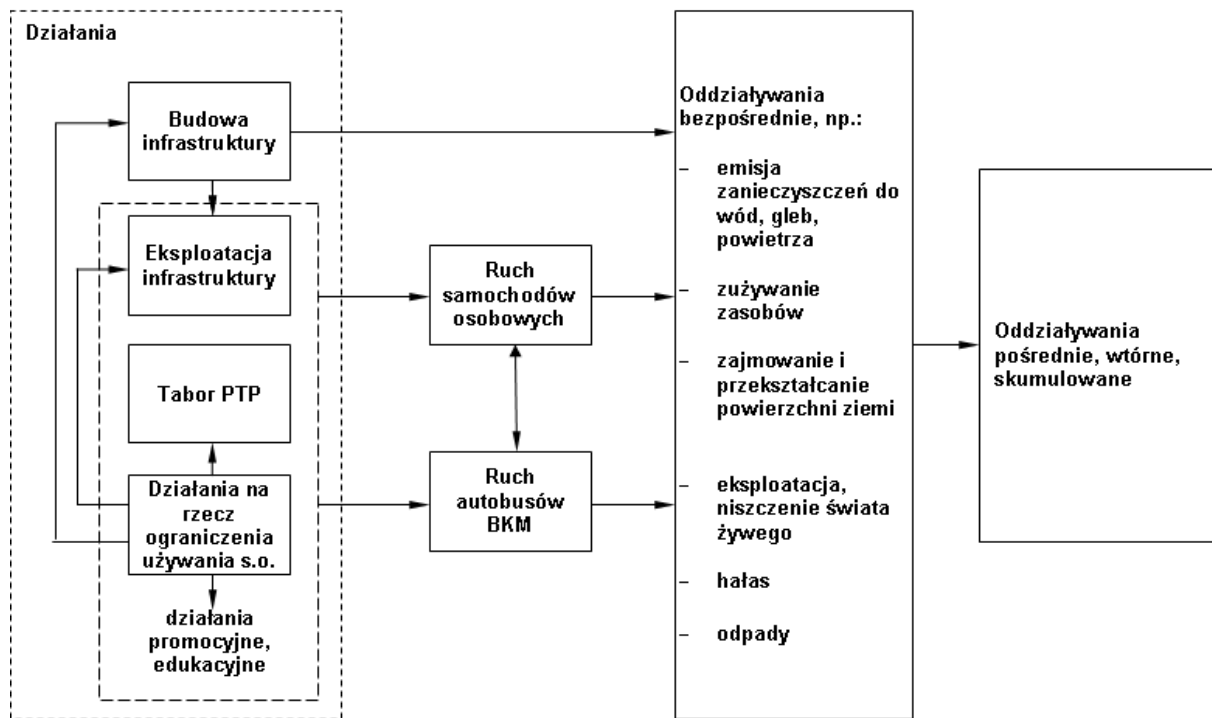 Działania
Budowa
infrastruktury
Eksploatacja
infrastruktury
Tabor PTP
Działania na
rzecz
ograniczenia
używania s.o.
działania
promocyjne,
edukacyjne
Ruch
samochodów
osobowych
Ruch
autobusów
BKM
Oddziaływania
bezpośrednie, np.:
– emisja
zanieczyszczeń do
wód, gleb,
powietrza
– zużywanie
zasobów
– zajmowanie i
przekształcanie
powierzchni ziemi
– eksploatacja,
niszczenie świata
żywego
– hałas
– odpady
Oddziaływania
pośrednie, wtórne,
skumulowane